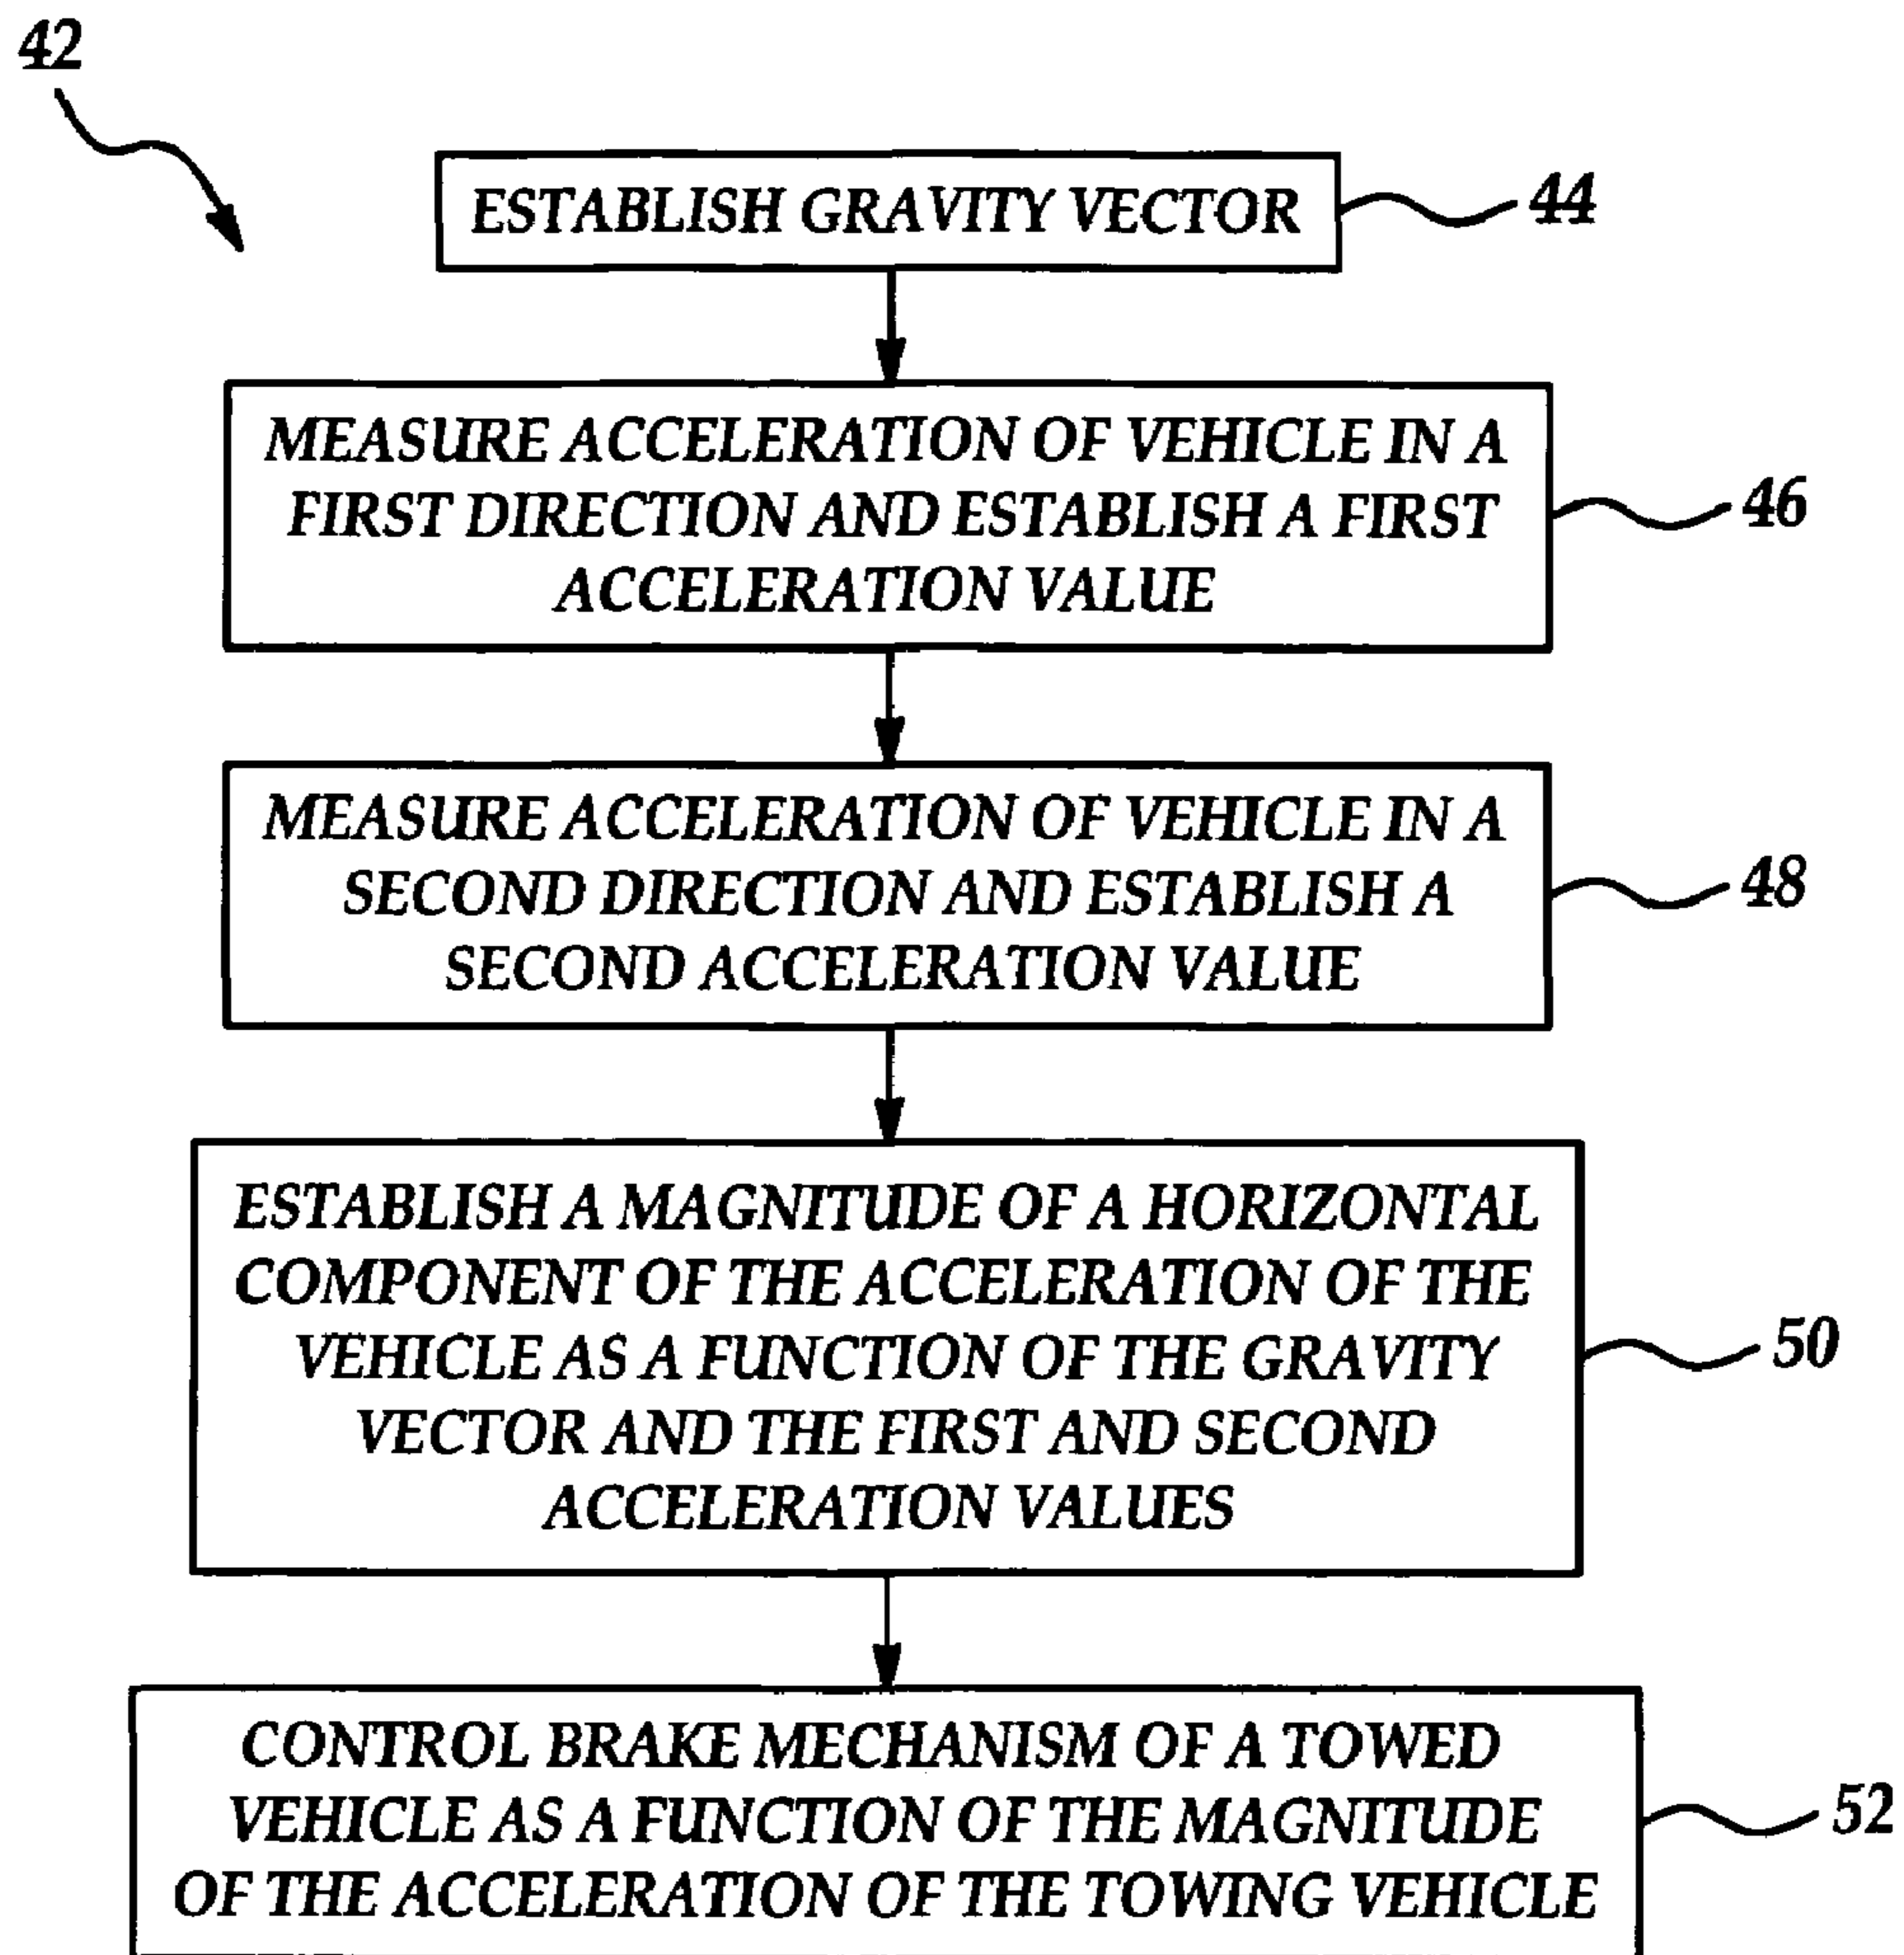 42
ESTABLISH GRAVITY VECTOR
44
MEASURE ACCELERATION OF VEHICLE IN A
FIRST DIRECTION AND ESTABLISH A FIRST
ACCELERATION VALUE
46
MEASURE ACCELERATION OF VEHICLE IN A
SECOND DIRECTION AND ESTABLISH A
SECOND ACCELERATION VALUE
48
ESTABLISH A MAGNITUDE OF A HORIZONTAL
COMPONENT OF THE ACCELERATION OF THE
VEHICLE AS A FUNCTION OF THE GRAVITY
VECTOR AND THE FIRST AND SECOND
ACCELERATION VALUES
50
CONTROL BRAKE MECHANISM OF A TOWED
VEHICLE AS A FUNCTION OF THE MAGNITUDE
OF THE ACCELERATION OF THE TOWING VEHICLE
52